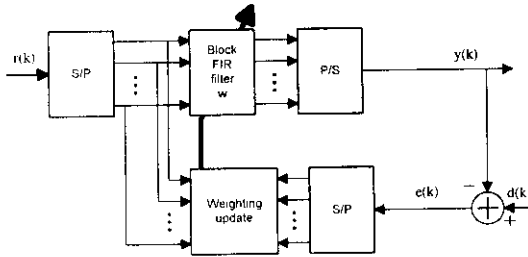 r(k)
S/P
Block
FIR
filter
w
P/S
y(k)
Weighting
update
S/P
e(k)
−
d(k
+